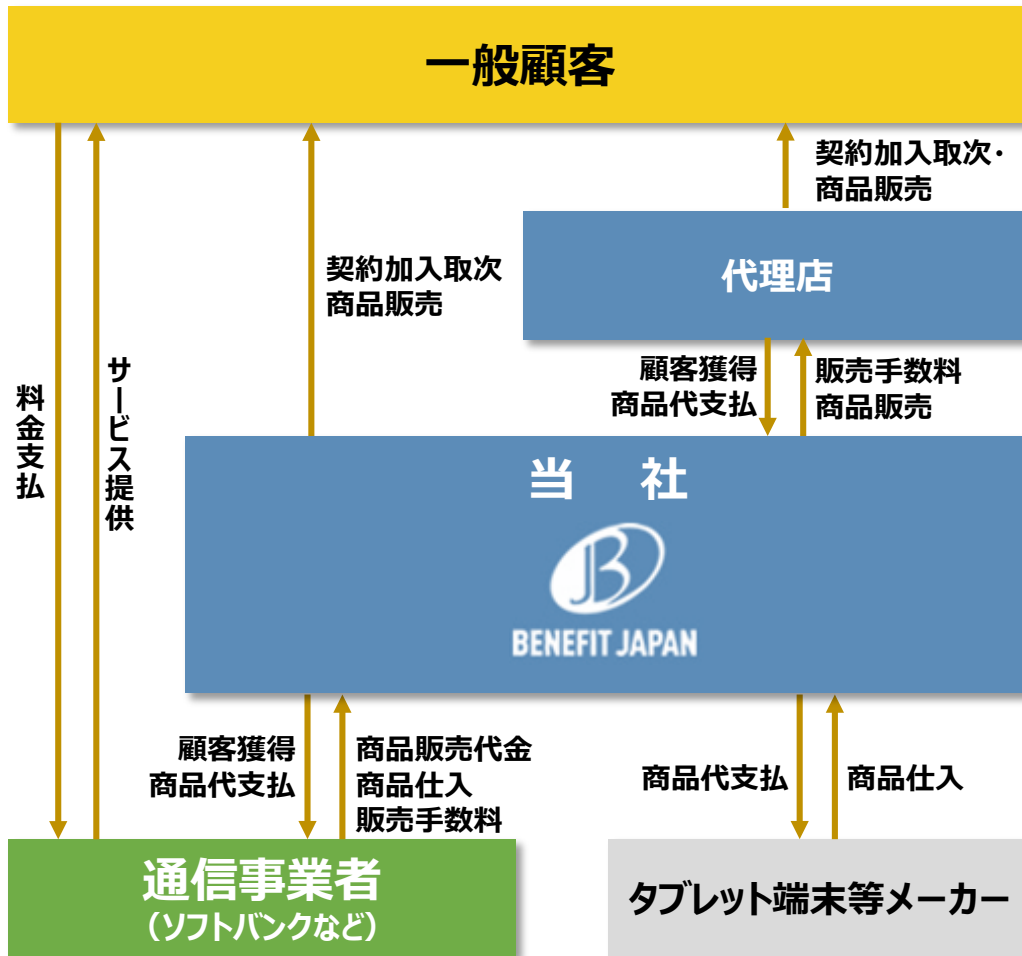 一般顧客
契約加入取次・
商品販売
代理店
契約加入取次
商品販売
料金支払
サービス提供
顧客獲得
商品代支払
販売手数料
商品販売
当 社
JB
BENEFIT JAPAN
顧客獲得
商品代支払
商品販売代金
商品仕入
販売手数料
商品代支払
商品仕入
通信事業者
（ソフトバンクなど）
タブレット端末等メーカー